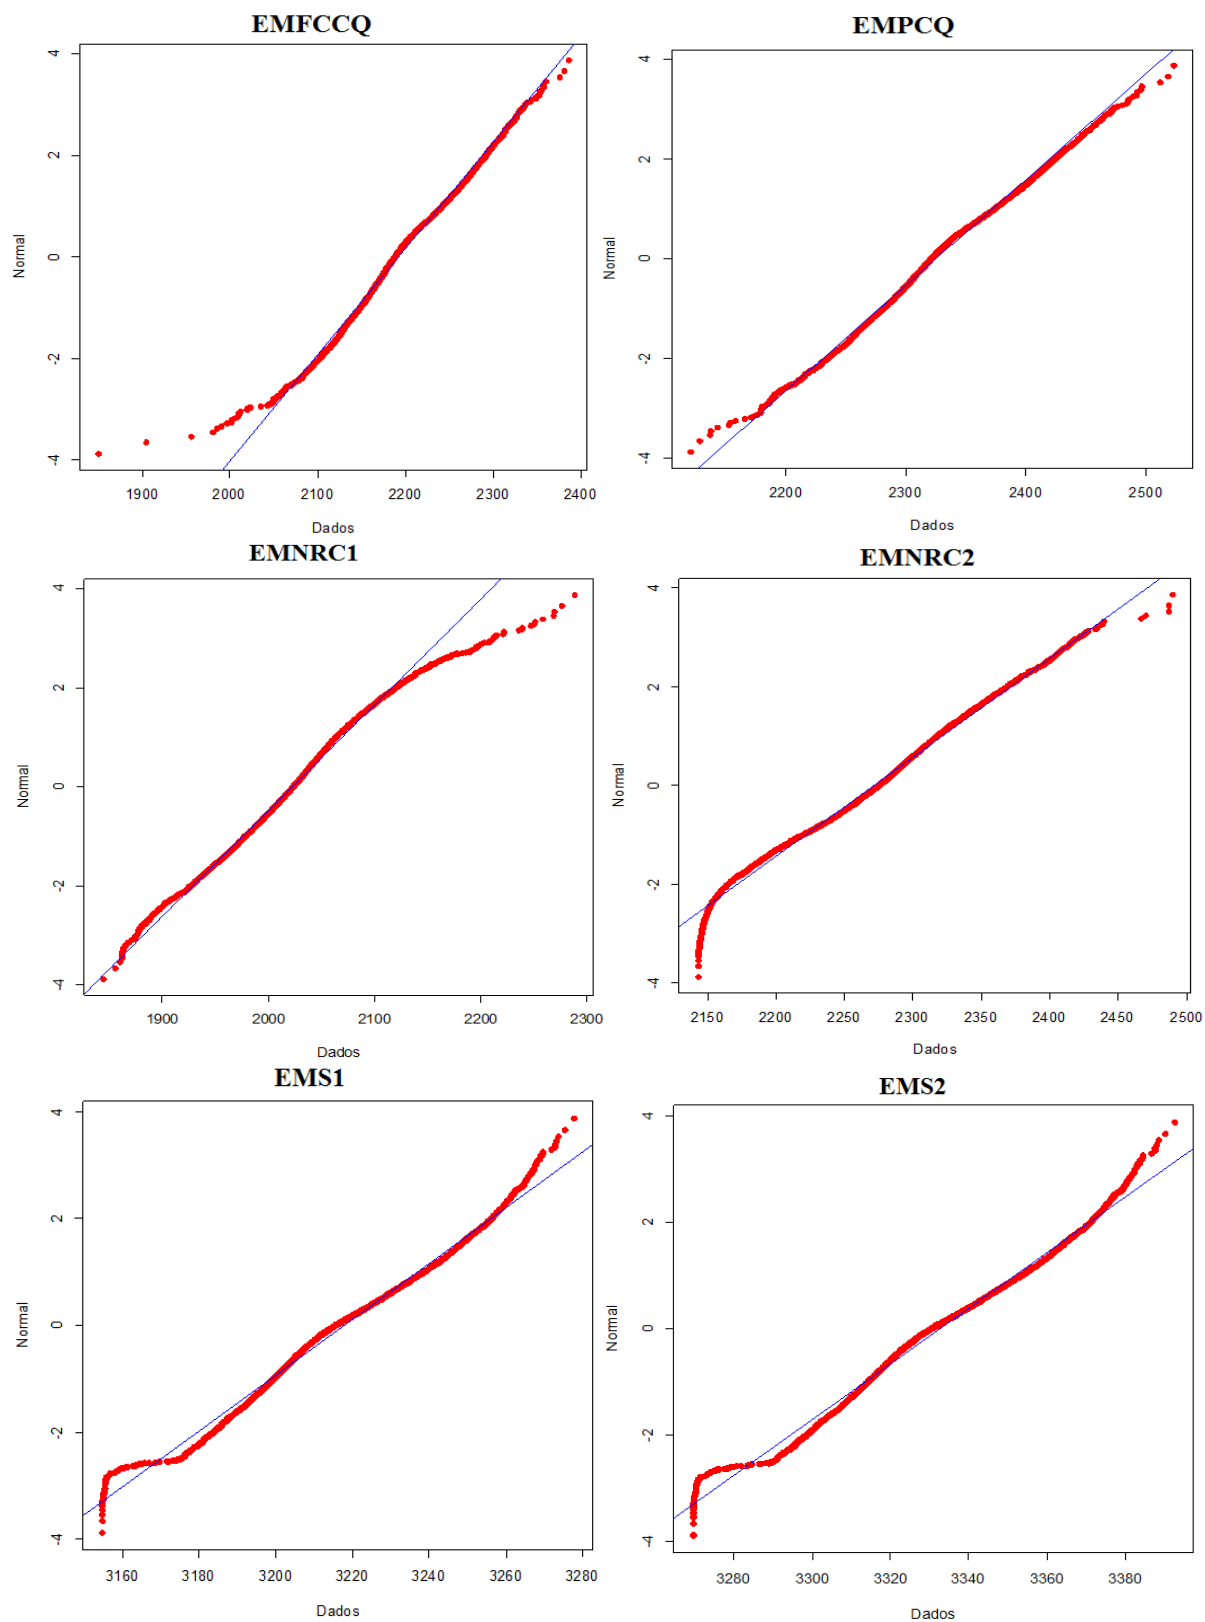 EMFCCQ
4
2
0
-2
-4
Normal
1900 2000 2100 2200 2300 2400
Dados
EMPCQ
4
2
0
-2
-4
Normal
2200 2300 2400 2500
Dados
EMNRC1
4
2
0
-2
-4
Normal
1900 2000 2100 2200 2300
Dados
EMNRC2
4
2
0
-2
-4
Normal
2150 2200 2250 2300 2350 2400 2450 2500
Dados
EMS1
4
2
0
-2
-4
Normal
3160 3180 3200 3220 3240 3260 3280
Dados
EMS2
4
2
0
-2
-4
Normal
3280 3300 3320 3340 3360 3380
Dados